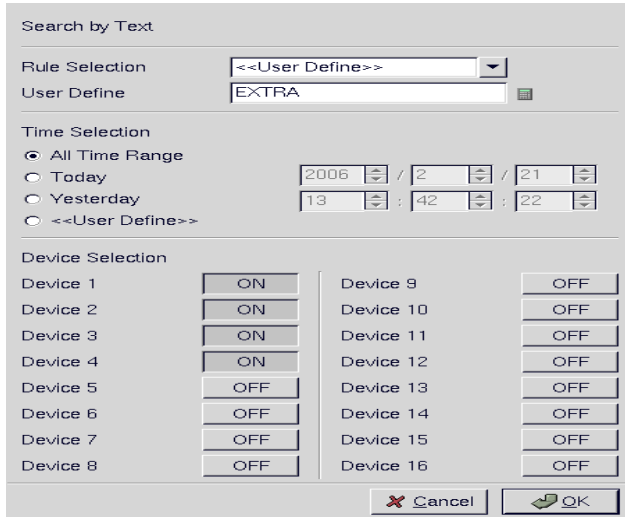 Search by Text
Rule Selection <<User Define>>
User Define EXTRA
Time Selection
All Time Range
Today 2006 / 2 / 21
Yesterday 13 : 42 : 22
<<User Define>>
Device Selection
Device 1 ON Device 9 OFF
Device 2 ON Device 10 OFF
Device 3 ON Device 11 OFF
Device 4 ON Device 12 OFF
Device 5 OFF Device 13 OFF
Device 6 OFF Device 14 OFF
Device 7 OFF Device 15 OFF
Device 8 OFF Device 16 OFF
Cancel OK